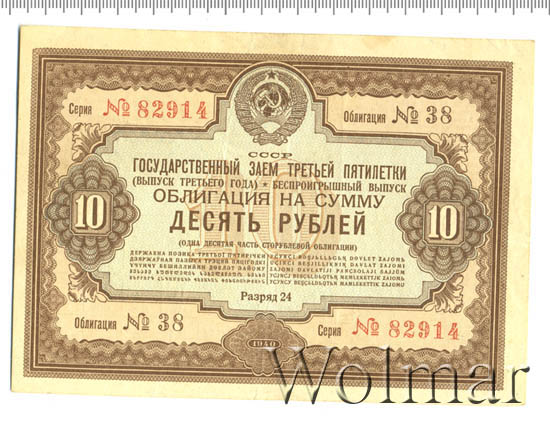 Серия № 82914
Облигация № 38
СССР
ГОСУДАРСТВЕННЫЙ ЗАЕМ ТРЕТЬЕЙ ПЯТИЛЕТКИ
(ВЫПУСК ТРЕТЬЕГО ГОДА) ★ БЕСПРОИГРЫШНЫЙ ВЫПУСК
ОБЛИГАЦИЯ НА СУММУ
10 ДЕСЯТЬ РУБЛЕЙ 10
(ОДНА ДЕСЯТАЯ ЧАСТЬ СТОРУБЛЕВОЙ ОБЛИГАЦИИ)
Разряд 24
Облигация № 38
Серия № 82914
1940
Wolmar